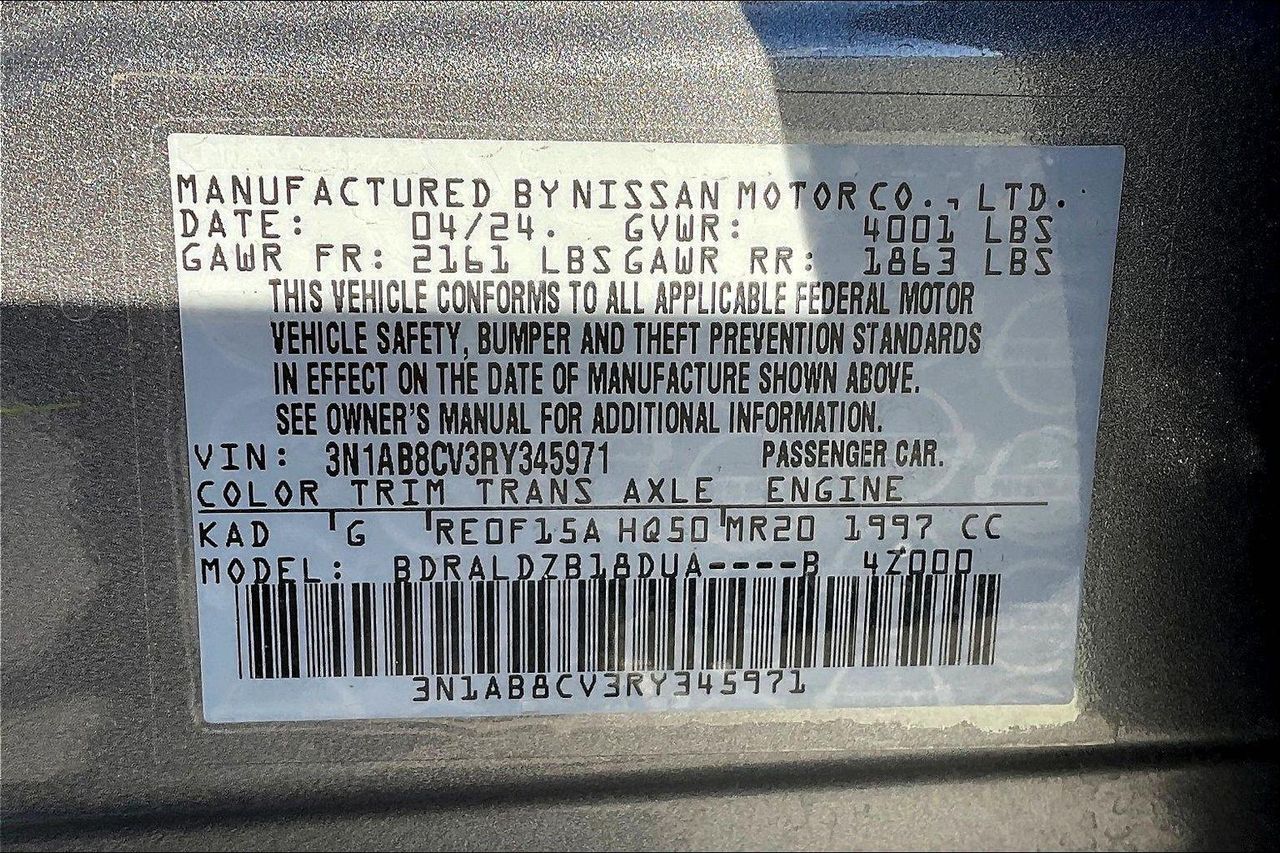 MANUFACTURED BY NISSAN MOTOR CO., LTD.
DATE: 04/24. GVWR: 4001 LBS
GAWR FR: 2161 LBS GAWR RR: 1863 LBS
THIS VEHICLE CONFORMS TO ALL APPLICABLE FEDERAL MOTOR
VEHICLE SAFETY, BUMPER AND THEFT PREVENTION STANDARDS
IN EFFECT ON THE DATE OF MANUFACTURE SHOWN ABOVE.
SEE OWNER'S MANUAL FOR ADDITIONAL INFORMATION.
VIN: 3N1AB8CV3RY345971 PASSENGER CAR.
COLOR TRIM TRANS AXLE ENGINE
KAD G RE0F15A HQ50 MR20 1997 CC
MODEL: BDRALDZB18DUA----B 4Z000
3N1AB8CV3RY345971